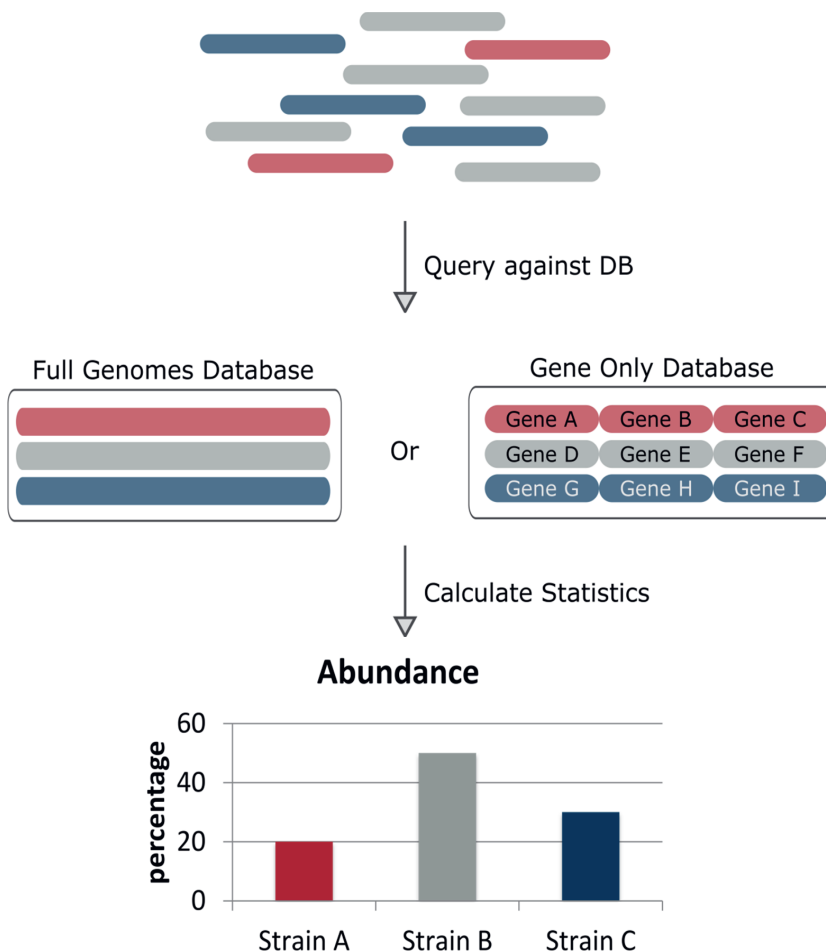 Query against DB
Full Genomes Database
Gene Only Database
Gene A Gene B Gene C
Gene D Gene E Gene F
Gene G Gene H Gene I
Or
Calculate Statistics
Abundance
percentage
60
40
20
0
Strain A Strain B Strain C